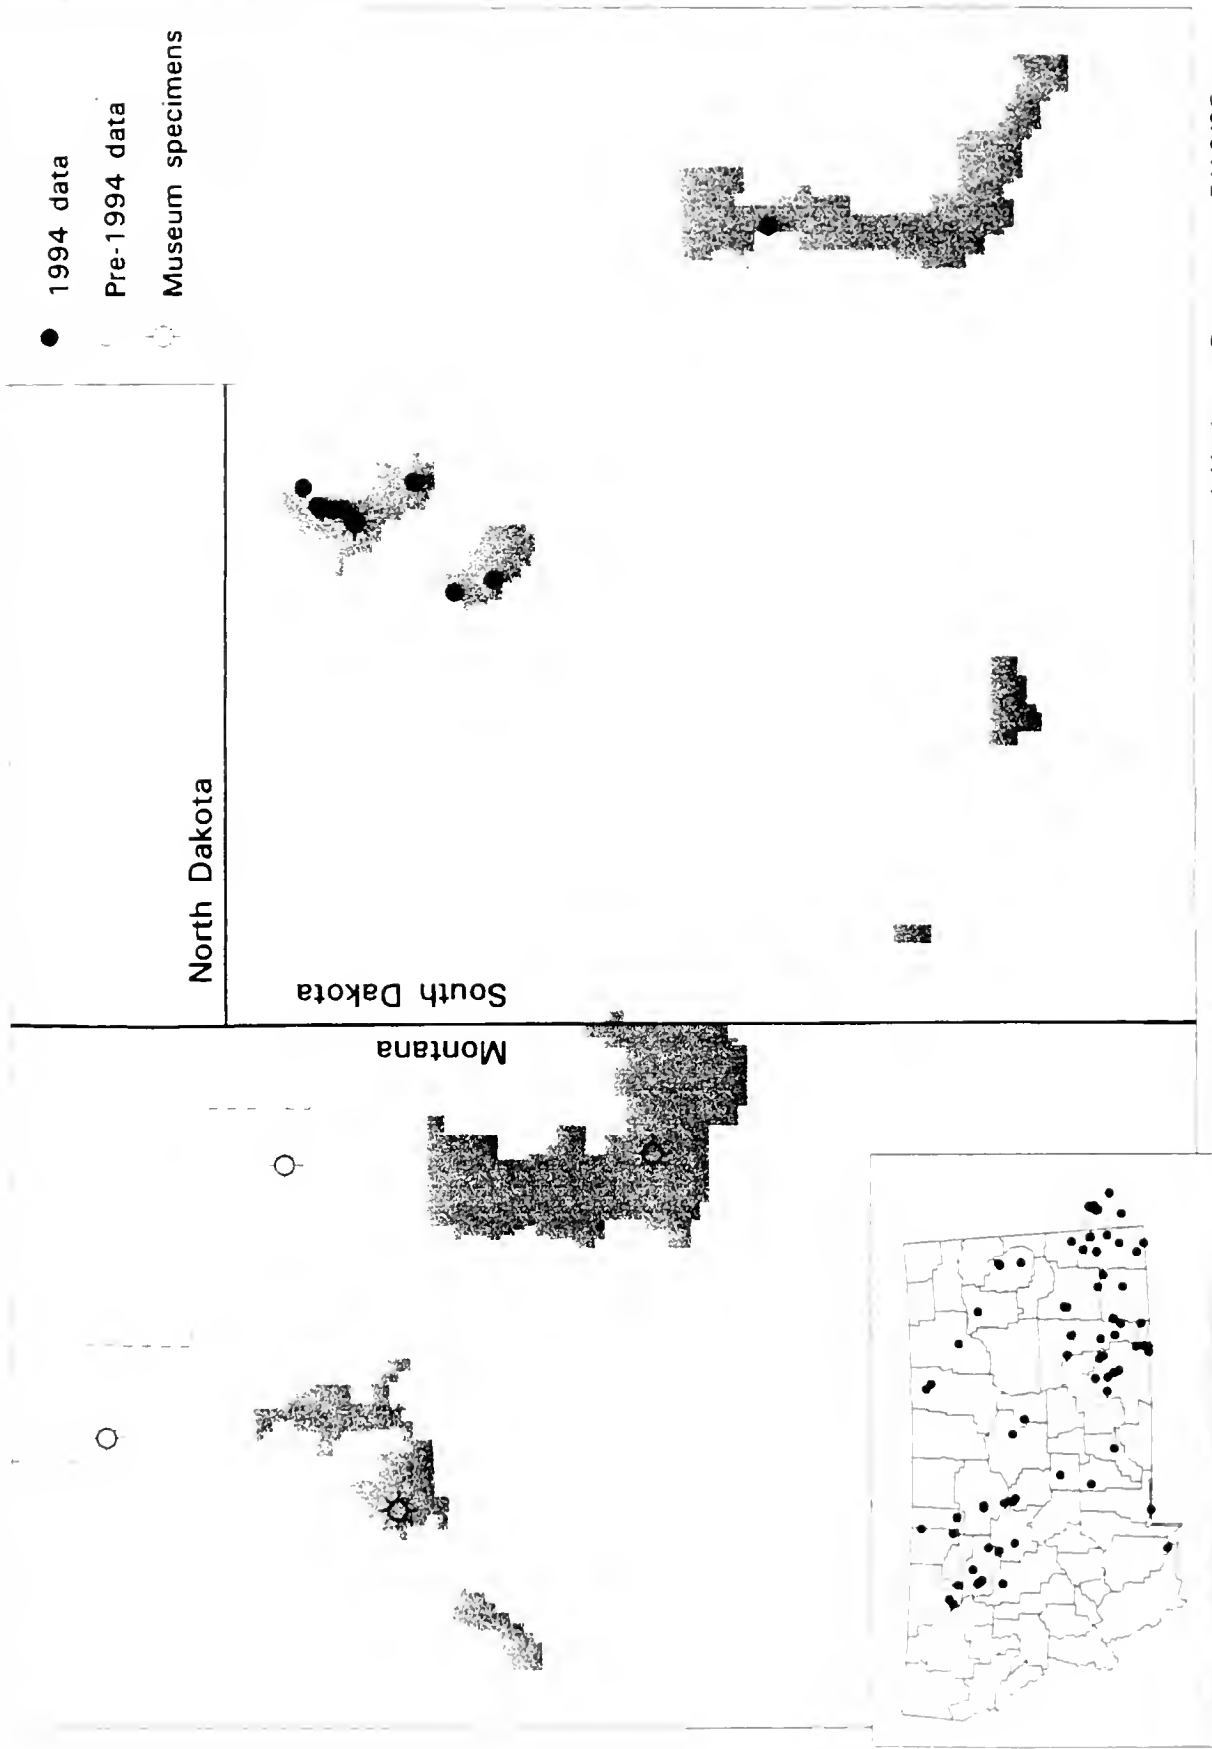 1994 data
Pre-1994 data
Museum specimens
North Dakota
South Dakota
Montana